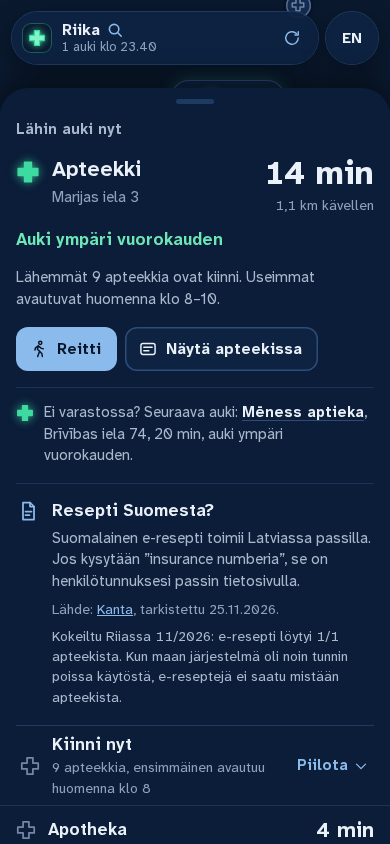 Riika
1 auki klo 23.40
EN
Lähin auki nyt
Apteekki
14 min
Marijas iela 3
1,1 km kävellen
Auki ympäri vuorokauden
Lähemmät 9 apteekkia ovat kiinni. Useimmat
avautuvat huomenna klo 8–10.
Reitti
Näytä apteekissa
Ei varastossa? Seuraava auki: Mēness aptieka,
Brīvības iela 74, 20 min, auki ympäri
vuorokauden.
Resepti Suomesta?
Suomalainen e-resepti toimii Latviassa passilla.
Jos kysytään ”insurance numberia”, se on
henkilötunnuksesi passin tietosivulla.
Lähde: Kanta, tarkistettu 25.11.2026.
Kokeiltu Riiassa 11/2026: e-resepti löytyi 1/1
apteekista. Kun maan järjestelmä oli noin tunnin
poissa käytöstä, e-reseptejä ei saatu mistään
apteekista.
Kiinni nyt
9 apteekkia, ensimmäinen avautuu
huomenna klo 8
Piilota
Apotheka
4 min